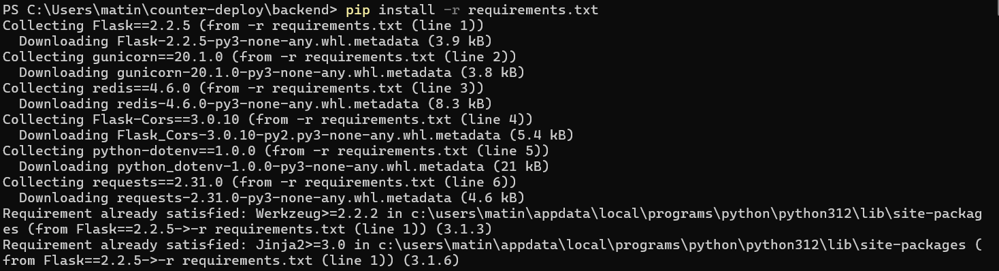 PS C:\Users\matin\counter-deploy\backend> pip install -r requirements.txt
Collecting Flask==2.2.5 (from -r requirements.txt (line 1))
  Downloading Flask-2.2.5-py3-none-any.whl.metadata (3.9 kB)
Collecting gunicorn==20.1.0 (from -r requirements.txt (line 2))
  Downloading gunicorn-20.1.0-py3-none-any.whl.metadata (3.8 kB)
Collecting redis==4.6.0 (from -r requirements.txt (line 3))
  Downloading redis-4.6.0-py3-none-any.whl.metadata (8.3 kB)
Collecting Flask-Cors==3.0.10 (from -r requirements.txt (line 4))
  Downloading Flask_Cors-3.0.10-py2.py3-none-any.whl.metadata (5.4 kB)
Collecting python-dotenv==1.0.0 (from -r requirements.txt (line 5))
  Downloading python_dotenv-1.0.0-py3-none-any.whl.metadata (21 kB)
Collecting requests==2.31.0 (from -r requirements.txt (line 6))
  Downloading requests-2.31.0-py3-none-any.whl.metadata (4.6 kB)
Requirement already satisfied: Werkzeug>=2.2.2 in c:\users\matin\appdata\local\programs\python\python312\lib\site-packag
es (from Flask==2.2.5->-r requirements.txt (line 1)) (3.1.3)
Requirement already satisfied: Jinja2>=3.0 in c:\users\matin\appdata\local\programs\python\python312\lib\site-packages (
from Flask==2.2.5->-r requirements.txt (line 1)) (3.1.6)